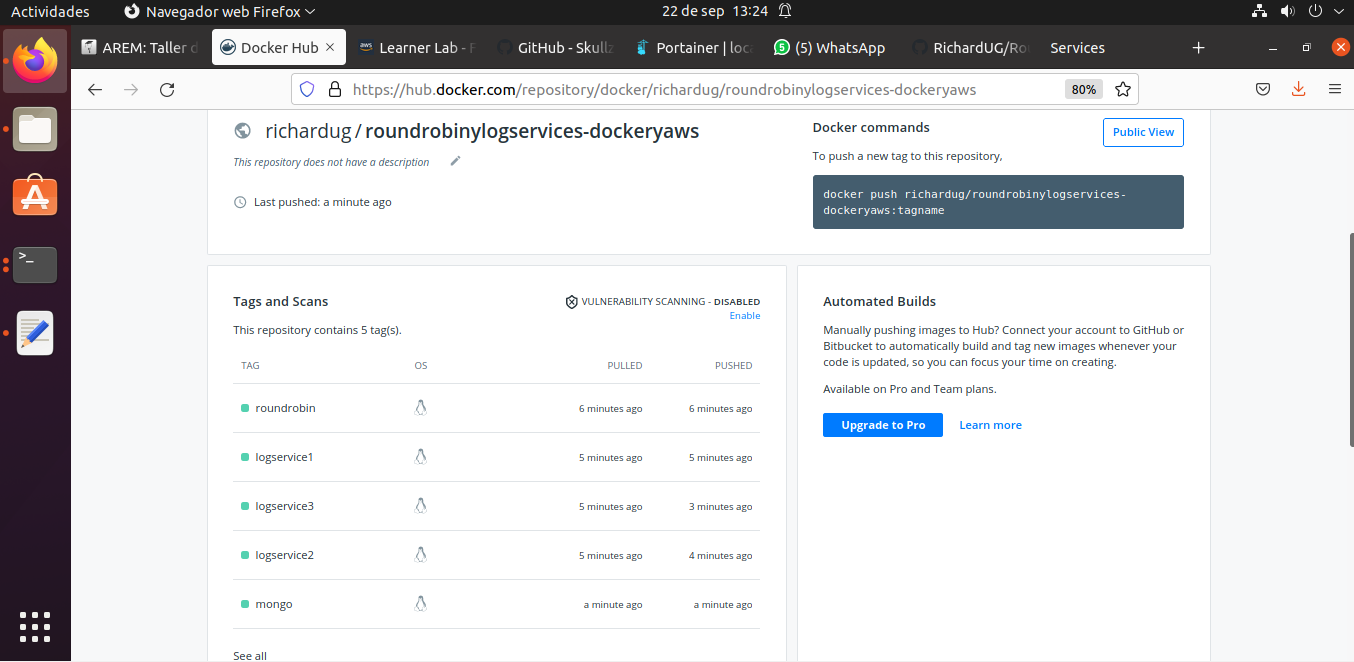 Actividades
Navegador web Firefox
22 de sep 13:24
AREM: Taller d
Docker Hub
aws
Learner Lab - F
GitHub - Skullz
Portainer | loca
5
(5) WhatsApp
RichardUG/Ro
Services
https://hub.docker.com/repository/docker/richardug/roundrobinylogservices-dockeryaws
80%
richardug / roundrobinylogservices-dockeryaws
This repository does not have a description
Last pushed: a minute ago
Docker commands
Public View
To push a new tag to this repository,
docker push richardug/roundrobinylogservices-
dockeryaws:tagname
Tags and Scans
VULNERABILITY SCANNING - DISABLED
Enable
This repository contains 5 tag(s).
TAG OS PULLED PUSHED
roundrobin 6 minutes ago 6 minutes ago
logservice1 5 minutes ago 5 minutes ago
logservice3 5 minutes ago 3 minutes ago
logservice2 5 minutes ago 4 minutes ago
mongo a minute ago a minute ago
See all
Automated Builds
Manually pushing images to Hub? Connect your account to GitHub or
Bitbucket to automatically build and tag new images whenever your
code is updated, so you can focus your time on creating.
Available on Pro and Team plans.
Upgrade to Pro
Learn more